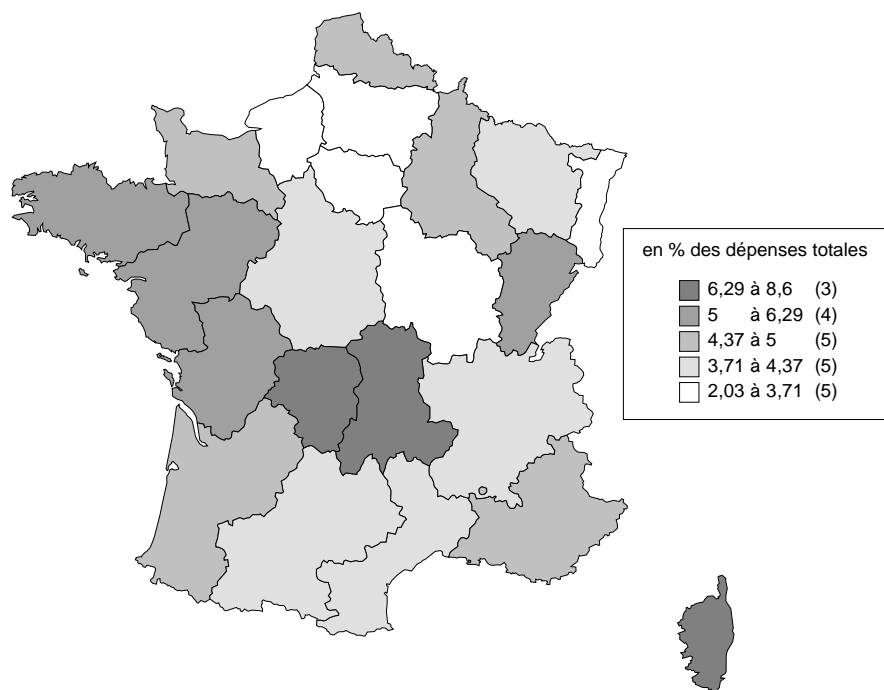 en % des dépenses totales
6,29 à 8,6 (3)
5 à 6,29 (4)
4,37 à 5 (5)
3,71 à 4,37 (5)
2,03 à 3,71 (5)